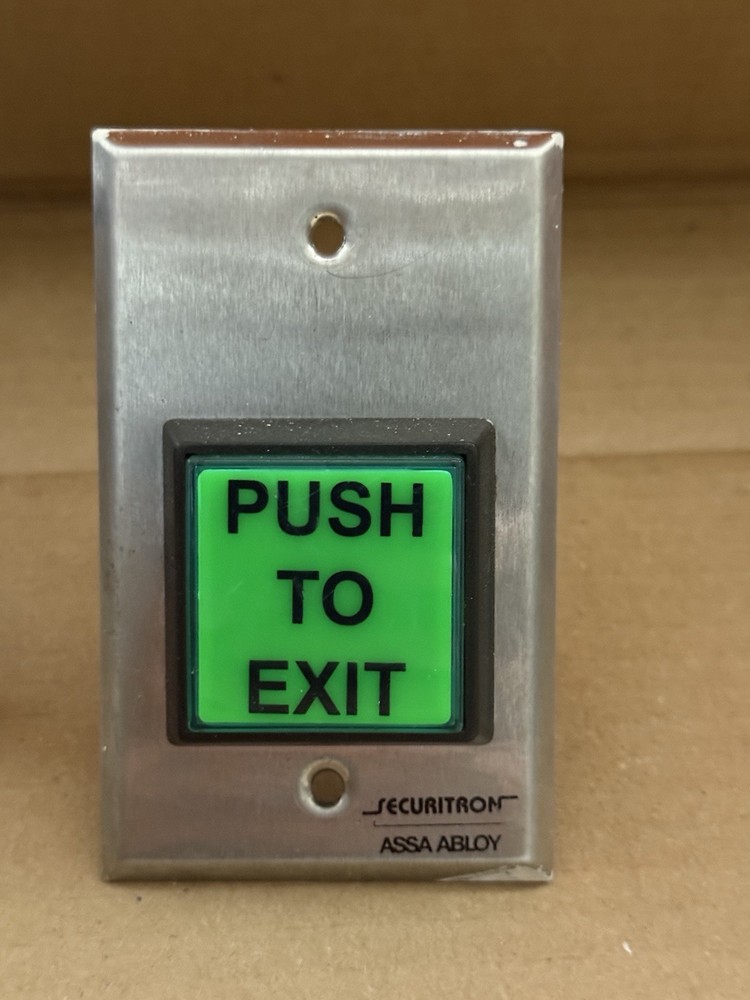 PUSH
TO
EXIT
SECURITRON
ASSA ABLOY